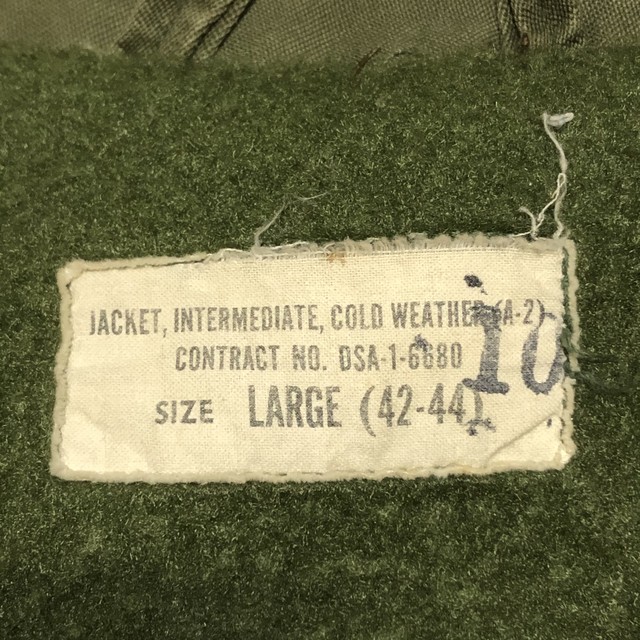 JACKET, INTERMEDIATE, COLD WEATHER (A-2)
CONTRACT NO. DSA-1-6680
SIZE LARGE (42-44)
10